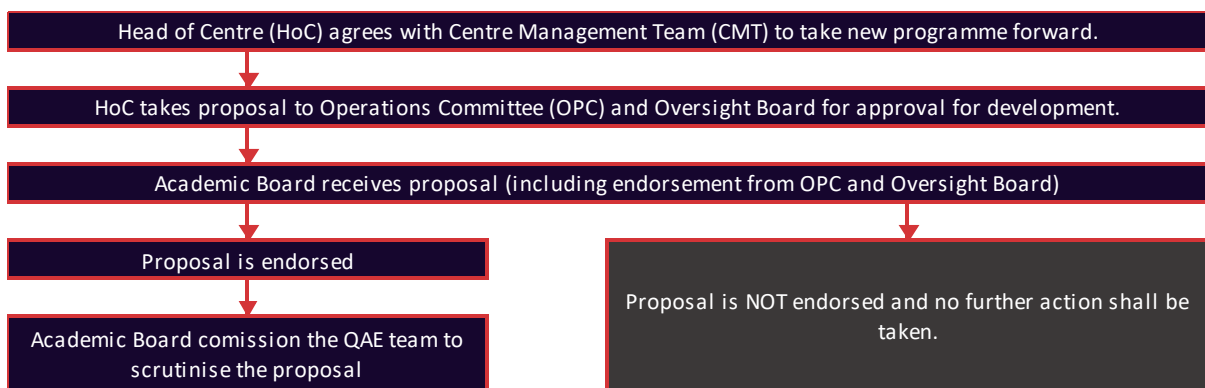 Head of Centre (HoC) agrees with Centre Management Team (CMT) to take new programme forward.
HoC takes proposal to Operations Committee (OPC) and Oversight Board for approval for development.
Academic Board receives proposal (including endorsement from OPC and Oversight Board)
Proposal is endorsed
Academic Board comission the QAE team to
scrutinise the proposal
Proposal is NOT endorsed and no further action shall be
taken.